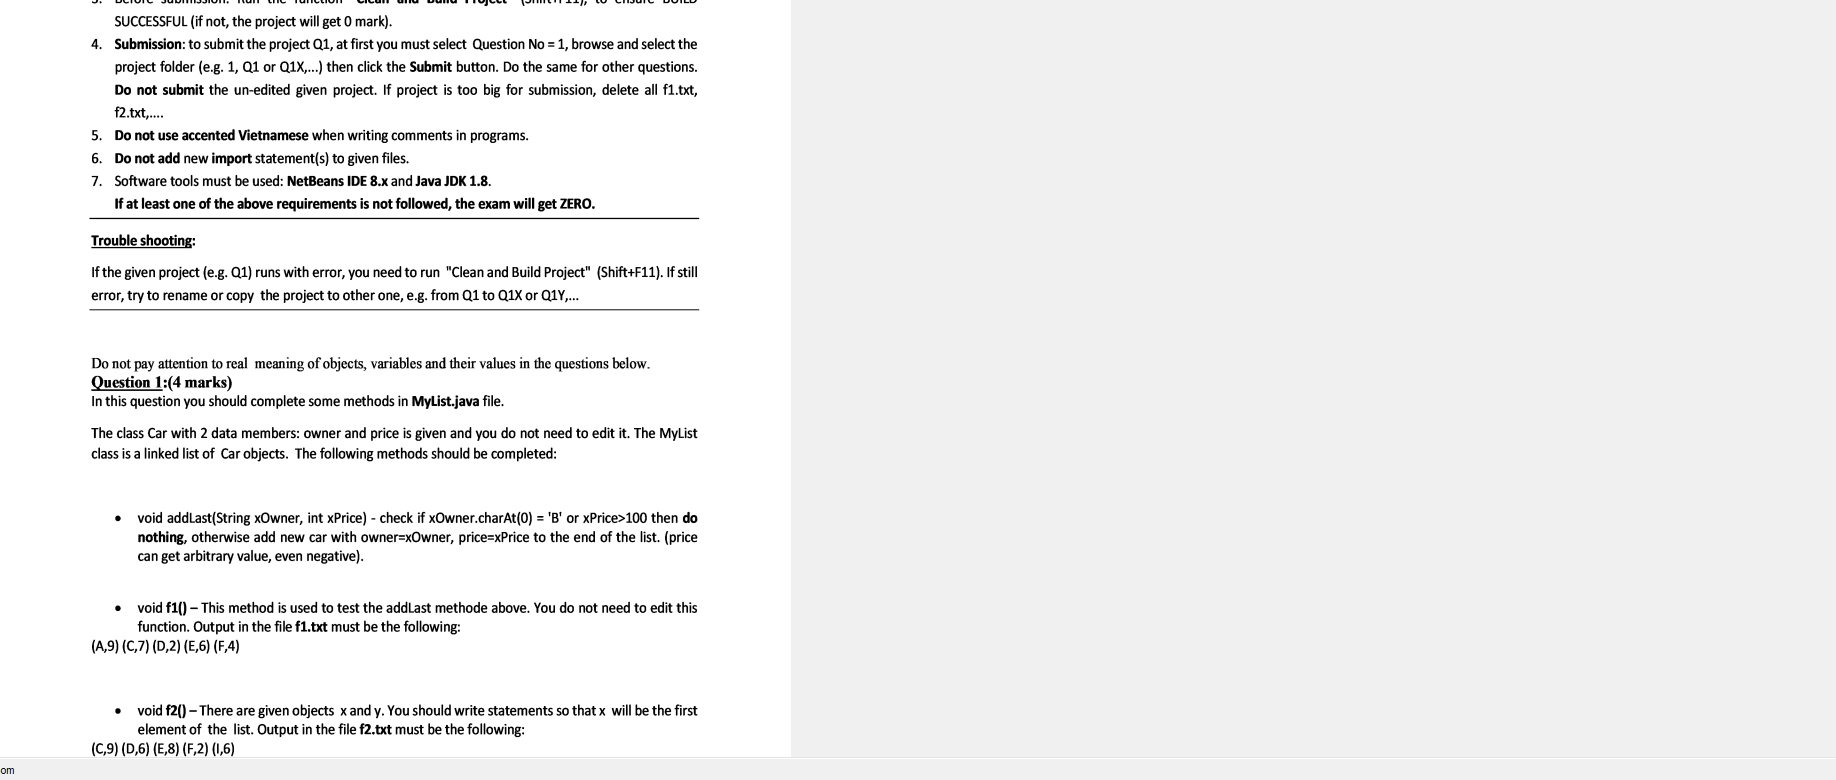 SUCCESSFUL (if not, the project will get 0 mark).
4. Submission: to submit the project Q1, at first you must select Question No = 1, browse and select the
project folder (e.g. 1, Q1 or Q1X,...) then click the Submit button. Do the same for other questions.
Do not submit the un-edited given project. If project is too big for submission, delete all f1.txt,
f2.txt,....
5. Do not use accented Vietnamese when writing comments in programs.
6. Do not add new import statement(s) to given files.
7. Software tools must be used: NetBeans IDE 8.x and Java JDK 1.8.
If at least one of the above requirements is not followed, the exam will get ZERO.
Trouble shooting:
If the given project (e.g. Q1) runs with error, you need to run "Clean and Build Project" (Shift+F11). If still
error, try to rename or copy the project to other one, e.g. from Q1 to Q1X or Q1Y,...
Do not pay attention to real meaning of objects, variables and their values in the questions below.
Question 1:(4 marks)
In this question you should complete some methods in MyList.java file.
The class Car with 2 data members: owner and price is given and you do not need to edit it. The MyList
class is a linked list of Car objects. The following methods should be completed:
• void addLast(String xOwner, int xPrice) - check if xOwner.charAt(0) = 'B' or xPrice>100 then do
nothing, otherwise add new car with owner=xOwner, price=xPrice to the end of the list. (price
can get arbitrary value, even negative).
• void f1() – This method is used to test the addLast methode above. You do not need to edit this
function. Output in the file f1.txt must be the following:
(A,9) (C,7) (D,2) (E,6) (F,4)
• void f2() – There are given objects x and y. You should write statements so that x will be the first
element of the list. Output in the file f2.txt must be the following:
(C,9) (D,6) (E,8) (F,2) (I,6)
om